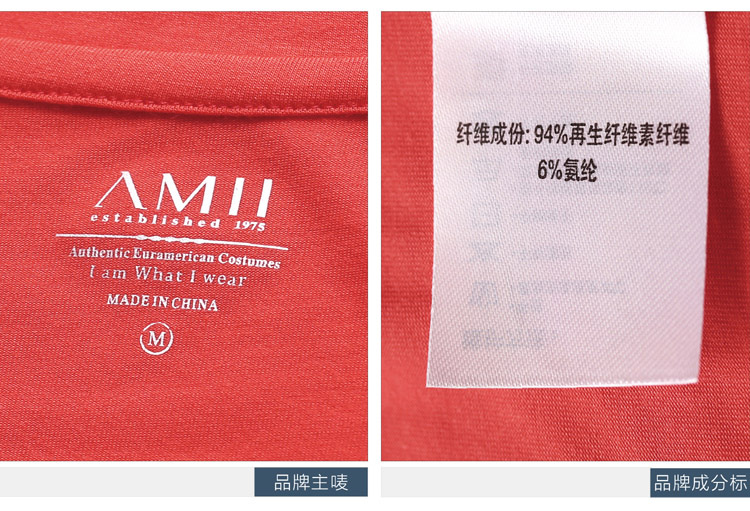 AMII
established 1975
Authentic Euramerican Costumes
I am What I wear
MADE IN CHINA
M
纤维成份: 94%再生纤维素纤维
6%氨纶
品牌主唛
品牌成分标